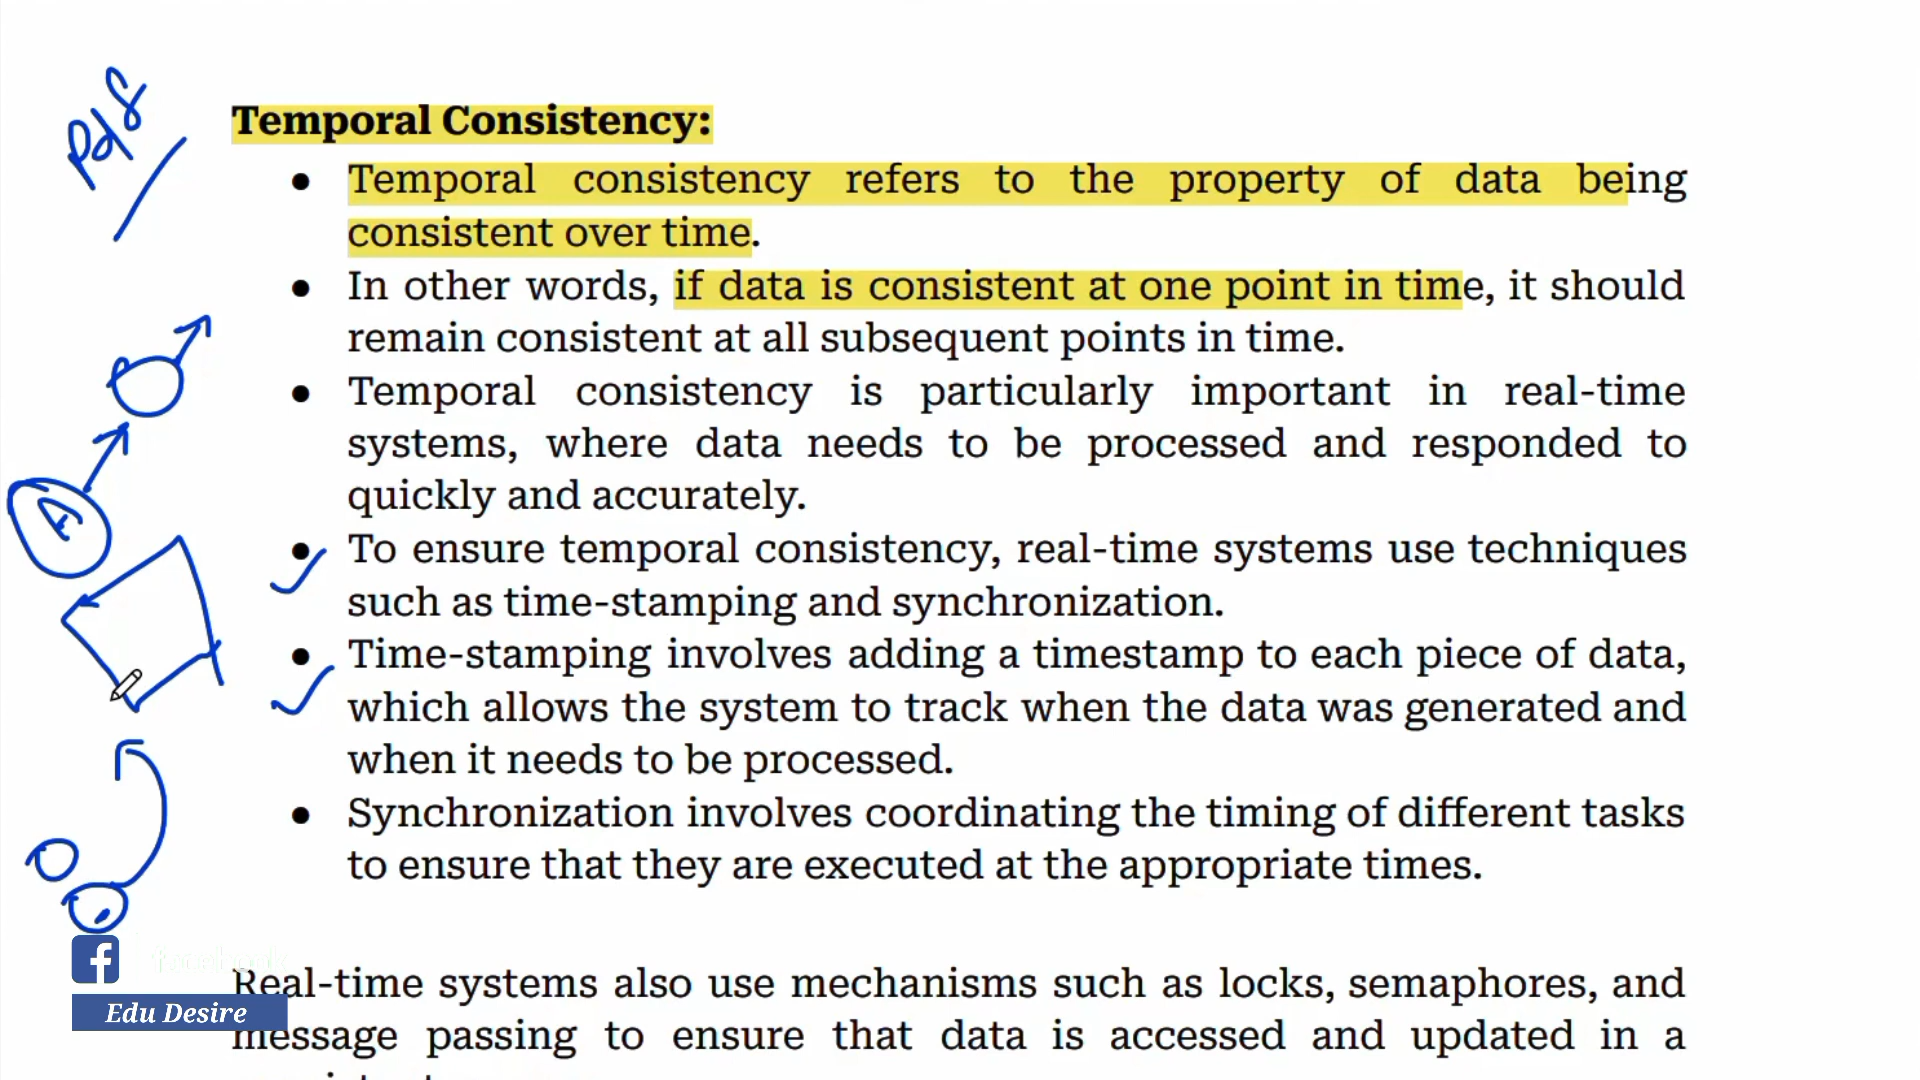 Temporal Consistency:
● Temporal consistency refers to the property of data being
consistent over time.
● In other words, if data is consistent at one point in time, it should
remain consistent at all subsequent points in time.
● Temporal consistency is particularly important in real-time
systems, where data needs to be processed and responded to
quickly and accurately.
● To ensure temporal consistency, real-time systems use techniques
such as time-stamping and synchronization.
● Time-stamping involves adding a timestamp to each piece of data,
which allows the system to track when the data was generated and
when it needs to be processed.
● Synchronization involves coordinating the timing of different tasks
to ensure that they are executed at the appropriate times.
A
f
Edu Desire
Real-time systems also use mechanisms such as locks, semaphores, and
message passing to ensure that data is accessed and updated in a